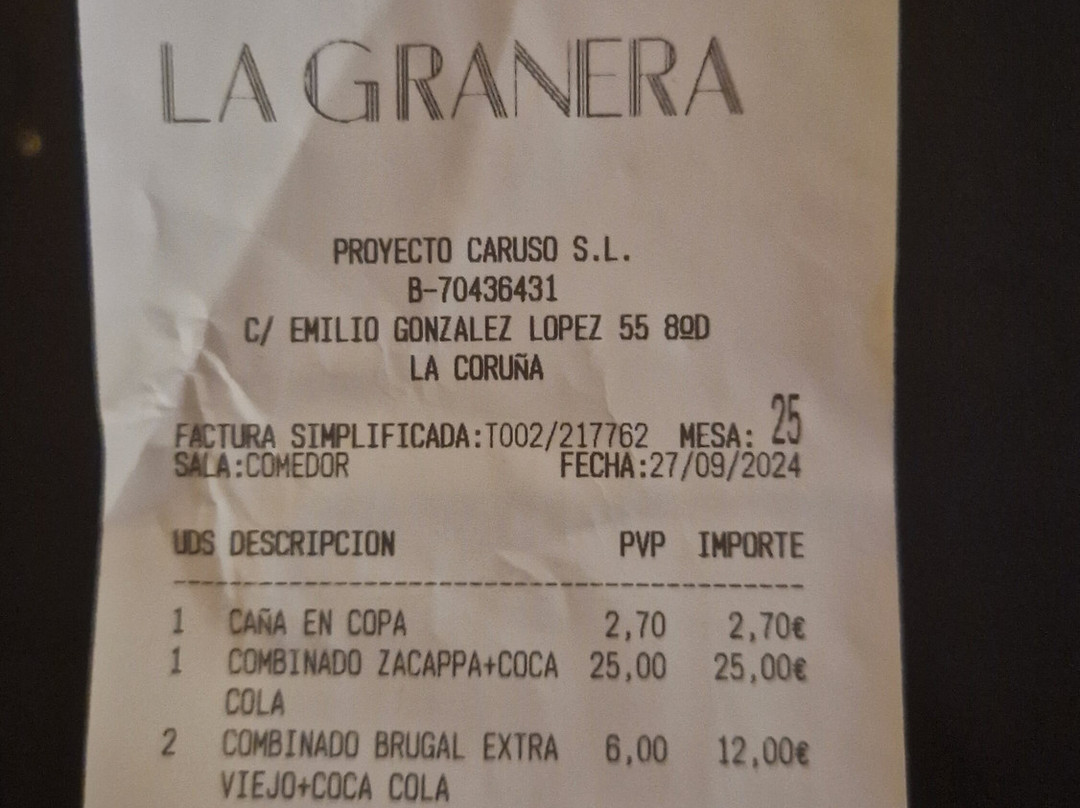 LA GRANERA
PROYECTO CARUSO S.L.
B-70436431
C/ EMILIO GONZALEZ LOPEZ 55 8ºD
LA CORUÑA
FACTURA SIMPLIFICADA:T002/217762 MESA: 25
SALA:COMEDOR FECHA:27/09/2024
UDS DESCRIPCION PVP IMPORTE
1 CAÑA EN COPA 2,70 2,70€
1 COMBINADO ZACAPPA+COCA 25,00 25,00€
COLA
2 COMBINADO BRUGAL EXTRA 6,00 12,00€
VIEJO+COCA COLA